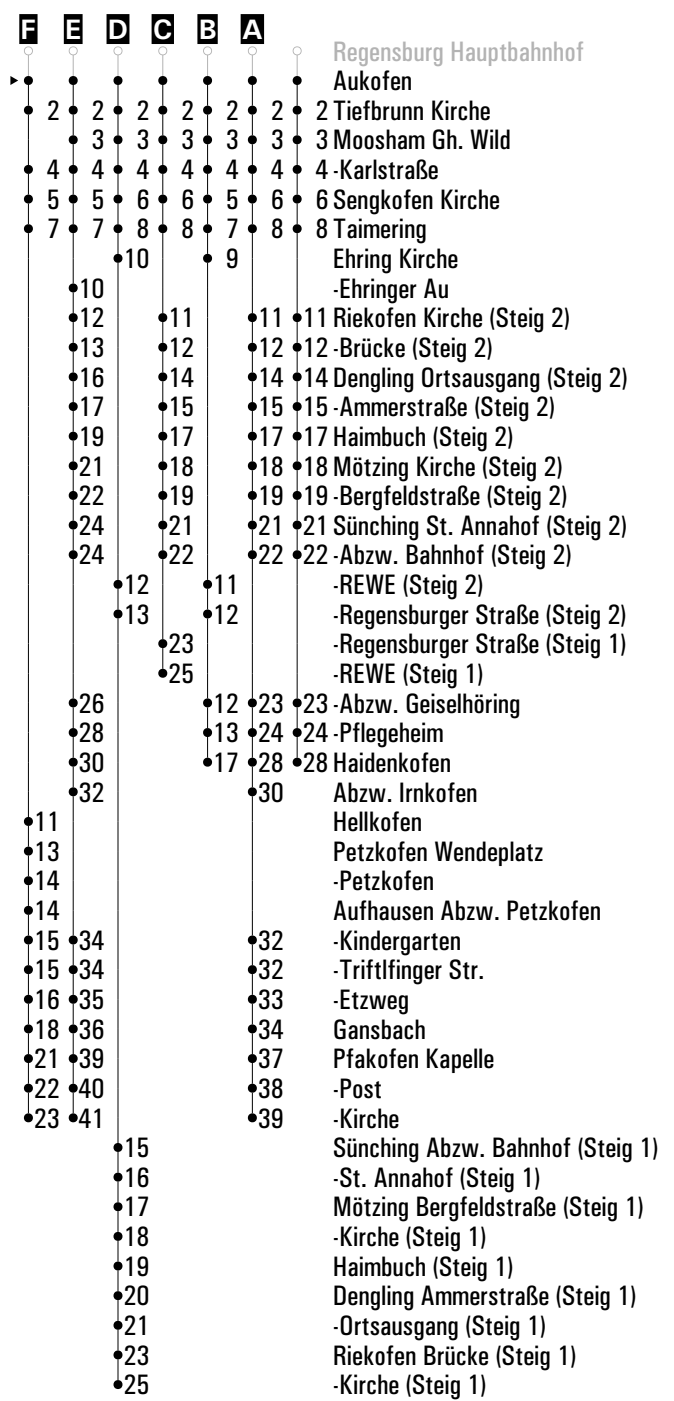 F E D C B A
Regensburg Hauptbahnhof
Aukofen
2 2 2 2 2 2 2 Tiefbrunn Kirche
3 3 3 3 3 3 Moosham Gh. Wild
4 4 4 4 4 4 4 -Karlstraße
5 5 6 6 5 6 6 Sengkofen Kirche
7 7 8 8 7 8 8 Taimering
10 9 Ehring Kirche
10 -Ehringer Au
12 11 11 11 Riekofen Kirche (Steig 2)
13 12 12 12 -Brücke (Steig 2)
16 14 14 14 Dengling Ortsausgang (Steig 2)
17 15 15 15 -Ammerstraße (Steig 2)
19 17 17 17 Haimbuch (Steig 2)
21 18 18 18 Mötzing Kirche (Steig 2)
22 19 19 19 -Bergfeldstraße (Steig 2)
24 21 21 21 Sünching St. Annahof (Steig 2)
24 22 22 22 -Abzw. Bahnhof (Steig 2)
12 11 -REWE (Steig 2)
13 12 -Regensburger Straße (Steig 2)
23 -Regensburger Straße (Steig 1)
25 -REWE (Steig 1)
26 12 23 23 -Abzw. Geiselhöring
28 13 24 24 -Pflegeheim
30 17 28 28 Haidenkofen
32 30 Abzw. Irnkofen
11 Hellkofen
13 Petzkofen Wendeplatz
14 -Petzkofen
14 Aufhausen Abzw. Petzkofen
15 34 32 -Kindergarten
15 34 32 -Triftlfinger Str.
16 35 33 -Etzweg
18 36 34 Gansbach
21 39 37 Pfakofen Kapelle
22 40 38 -Post
23 41 39 -Kirche
15 Sünching Abzw. Bahnhof (Steig 1)
16 -St. Annahof (Steig 1)
17 Mötzing Bergfeldstraße (Steig 1)
18 -Kirche (Steig 1)
19 Haimbuch (Steig 1)
20 Dengling Ammerstraße (Steig 1)
21 -Ortsausgang (Steig 1)
23 Riekofen Brücke (Steig 1)
25 -Kirche (Steig 1)